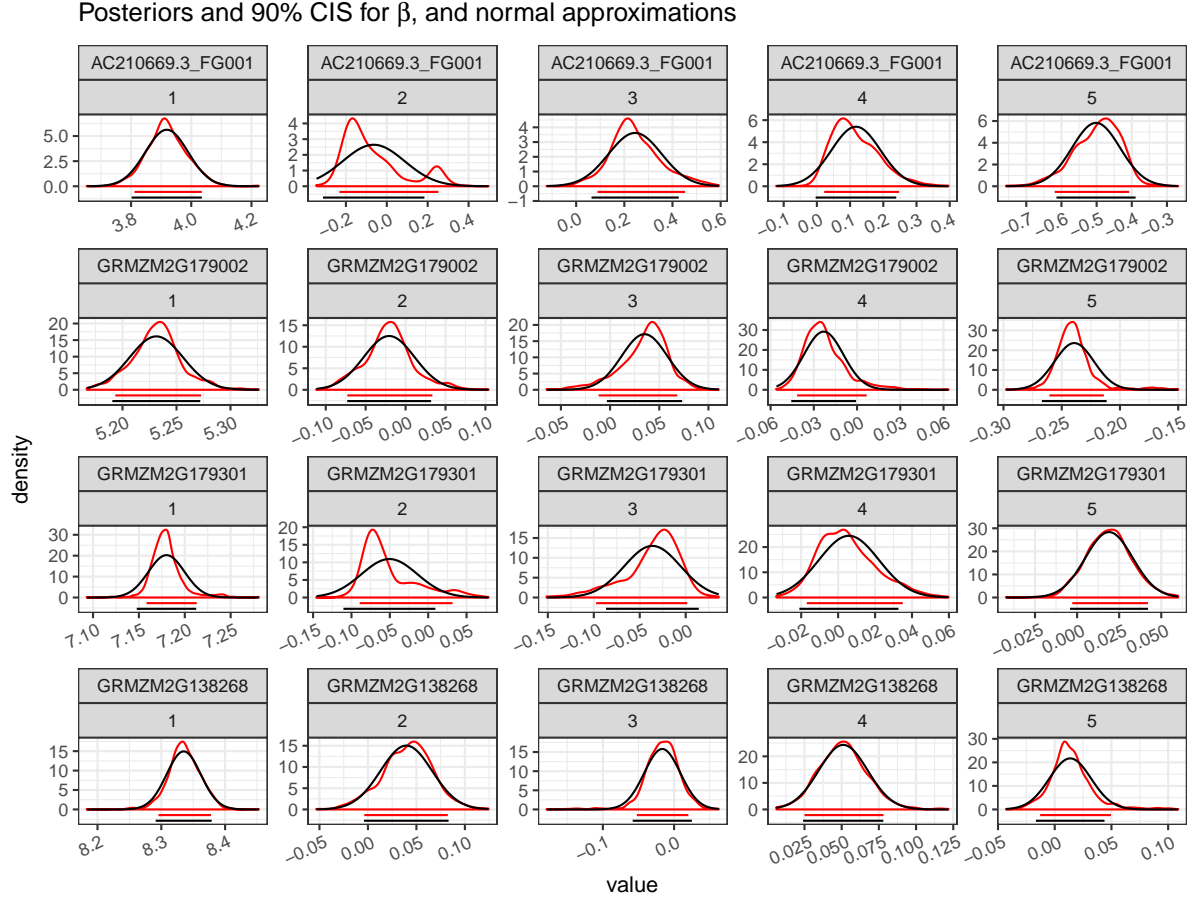 Posteriors and 90% CIS for β, and normal approximations
AC210669.3_FG001 AC210669.3_FG001 AC210669.3_FG001 AC210669.3_FG001 AC210669.3_FG001
1 2 3 4 5
5.0 4 4 6 6
2.5 3 3 4 4
0.0 2 2 2 2
1 1 0 0
0 0
−1
3.8 4.0 4.2 −0.2 0.0 0.2 0.4 0.0 0.2 0.4 0.6 −0.1 0.0 0.1 0.2 0.3 0.4 −0.7 −0.6 −0.5 −0.4 −0.3
GRMZM2G179002 GRMZM2G179002 GRMZM2G179002 GRMZM2G179002 GRMZM2G179002
1 2 3 4 5
20 15 20 30 30
15 10 15 20 20
10 5 10 10 10
5 0 5 0 0
0 0
5.20 5.25 5.30 −0.10 −0.05 0.00 0.05 0.10 −0.05 0.00 0.05 0.10 −0.06 −0.03 0.00 0.03 0.06 −0.30 −0.25 −0.20 −0.15
density
GRMZM2G179301 GRMZM2G179301 GRMZM2G179301 GRMZM2G179301 GRMZM2G179301
1 2 3 4 5
30 20 15 20 30
20 15 10 10 20
10 10 5 0 10
0 5 0 0
0
7.10 7.15 7.20 7.25 −0.15 −0.10 −0.05 0.00 0.05 −0.15 −0.10 −0.05 0.00 −0.02 0.00 0.02 0.04 0.06 −0.025 0.000 0.025 0.050
GRMZM2G138268 GRMZM2G138268 GRMZM2G138268 GRMZM2G138268 GRMZM2G138268
1 2 3 4 5
15 15 15 20 30
10 10 10 10 20
5 5 5 0 10
0 0 0 0
8.2 8.3 8.4 −0.05 0.00 0.05 0.10 −0.1 0.0 0.025 0.050 0.075 0.100 0.125 −0.05 0.00 0.05 0.10
value